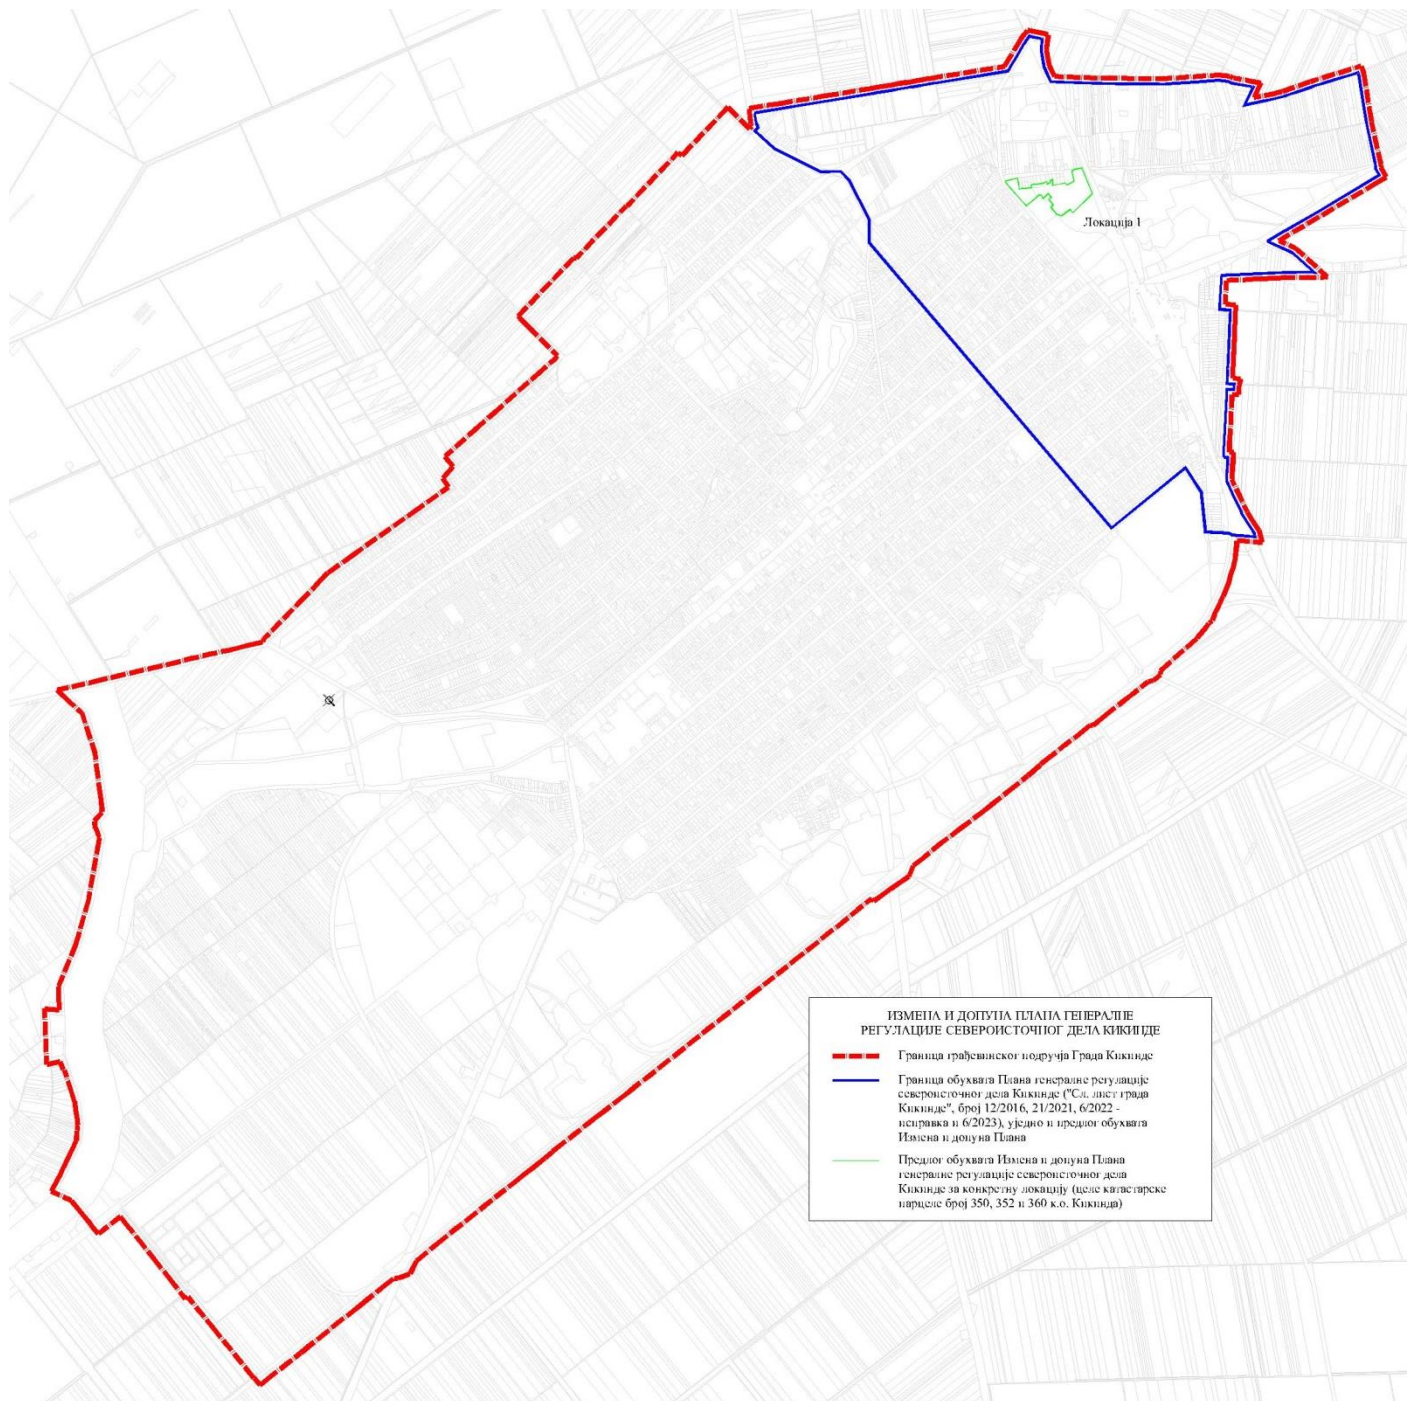 Локација 1
ИЗМЕНА И ДОПУНА ПЛАНА ГЕНЕРАЛНЕ
РЕГУЛАЦИЈЕ СЕВЕРОИСТОЧНОГ ДЕЛА КИКИНДЕ
Граница грађевинског подручја Града Кикинде
Граница обухвата Плана генералне регулације
североисточног дела Кикинде ("Сл. лист града
Кикинде", број 12/2016, 21/2021, 6/2022 -
исправка и 6/2023), уједно и предлог обухвата
Измена и допуна Плана
Предлог обухвата Измена и допуна Плана
генералне регулације североисточног дела
Кикинде за конкретну локацију (целе катастарске
парцеле број 350, 352 и 360 к.о. Кикинда)